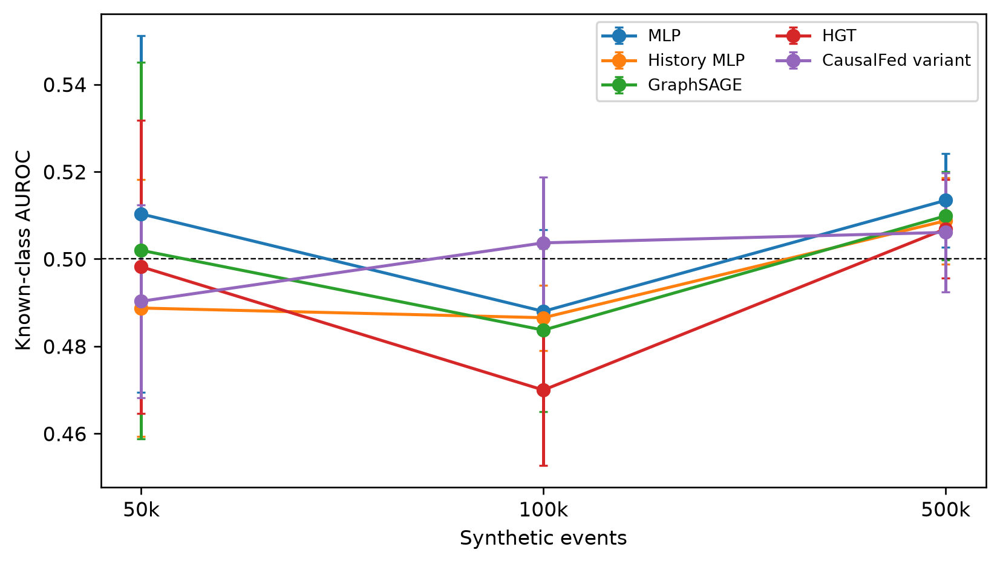 MLP
History MLP
GraphSAGE
HGT
CausalFed variant
Known-class AUROC
0.54
0.52
0.50
0.48
0.46
50k
100k
500k
Synthetic events